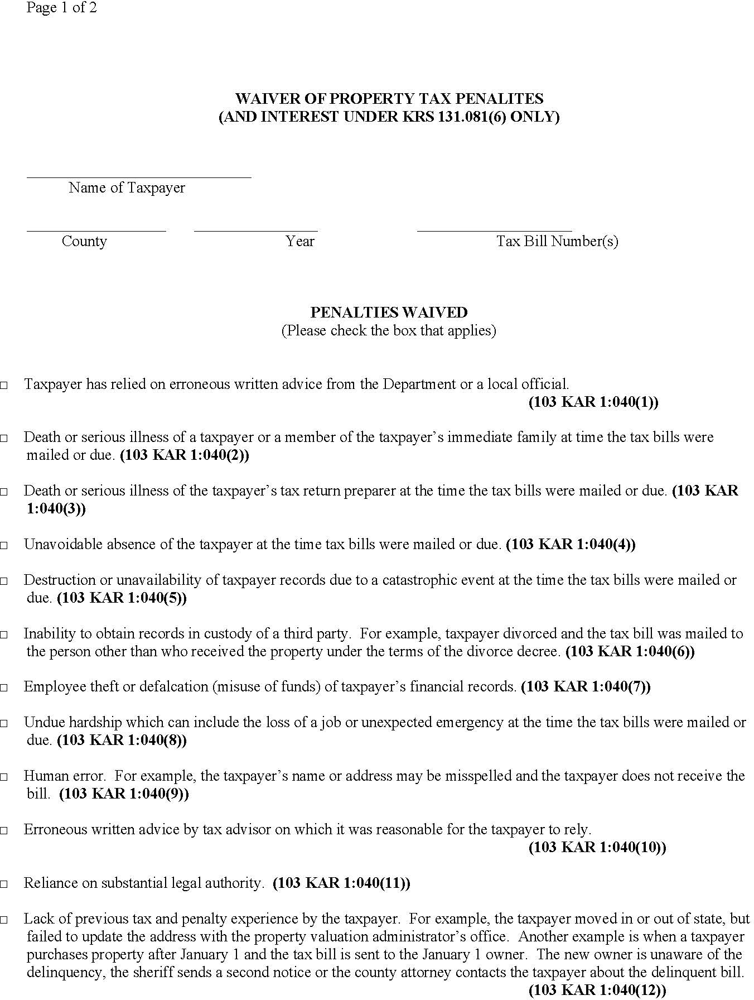 Page 1 of 2
WAIVER OF PROPERTY TAX PENALITES
(AND INTEREST UNDER KRS 131.081(6) ONLY)
Name of Taxpayer
County Year Tax Bill Number(s)
PENALTIES WAIVED
(Please check the box that applies)
□ Taxpayer has relied on erroneous written advice from the Department or a local official.
(103 KAR 1:040(1))
□ Death or serious illness of a taxpayer or a member of the taxpayer’s immediate family at time the tax bills were
mailed or due. (103 KAR 1:040(2))
□ Death or serious illness of the taxpayer’s tax return preparer at the time the tax bills were mailed or due. (103 KAR
1:040(3))
□ Unavoidable absence of the taxpayer at the time tax bills were mailed or due. (103 KAR 1:040(4))
□ Destruction or unavailability of taxpayer records due to a catastrophic event at the time the tax bills were mailed or
due. (103 KAR 1:040(5))
□ Inability to obtain records in custody of a third party.  For example, taxpayer divorced and the tax bill was mailed to
the person other than who received the property under the terms of the divorce decree. (103 KAR 1:040(6))
□ Employee theft or defalcation (misuse of funds) of taxpayer’s financial records. (103 KAR 1:040(7))
□ Undue hardship which can include the loss of a job or unexpected emergency at the time the tax bills were mailed or
due. (103 KAR 1:040(8))
□ Human error.  For example, the taxpayer’s name or address may be misspelled and the taxpayer does not receive the
bill.  (103 KAR 1:040(9))
□ Erroneous written advice by tax advisor on which it was reasonable for the taxpayer to rely.
(103 KAR 1:040(10))
□ Reliance on substantial legal authority.  (103 KAR 1:040(11))
□ Lack of previous tax and penalty experience by the taxpayer.  For example, the taxpayer moved in or out of state, but
failed to update the address with the property valuation administrator’s office.  Another example is when a taxpayer
purchases property after January 1 and the tax bill is sent to the January 1 owner.  The new owner is unaware of the
delinquency, the sheriff sends a second notice or the county attorney contacts the taxpayer about the delinquent bill.
(103 KAR 1:040(12))